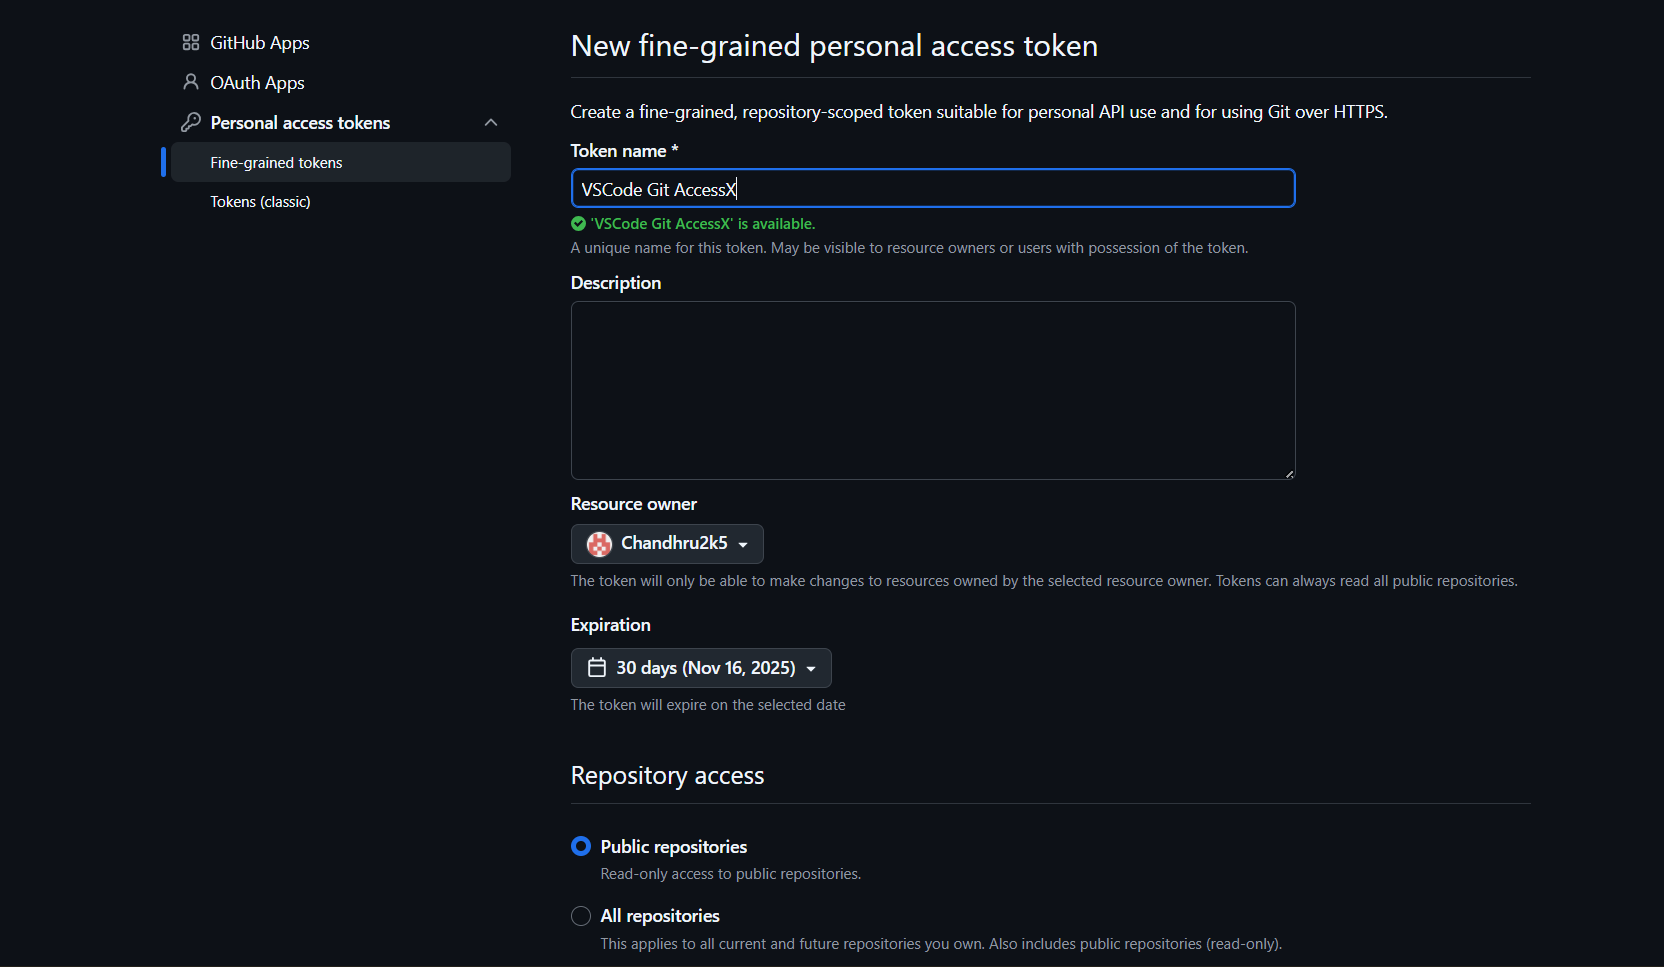 GitHub Apps
OAuth Apps
Personal access tokens
Fine-grained tokens
Tokens (classic)
New fine-grained personal access token
Create a fine-grained, repository-scoped token suitable for personal API use and for using Git over HTTPS.
Token name *
VSCode Git AccessX
'VSCode Git AccessX' is available.
A unique name for this token. May be visible to resource owners or users with possession of the token.
Description
Resource owner
Chandhru2k5
The token will only be able to make changes to resources owned by the selected resource owner. Tokens can always read all public repositories.
Expiration
30 days (Nov 16, 2025)
The token will expire on the selected date
Repository access
Public repositories
Read-only access to public repositories.
All repositories
This applies to all current and future repositories you own. Also includes public repositories (read-only).